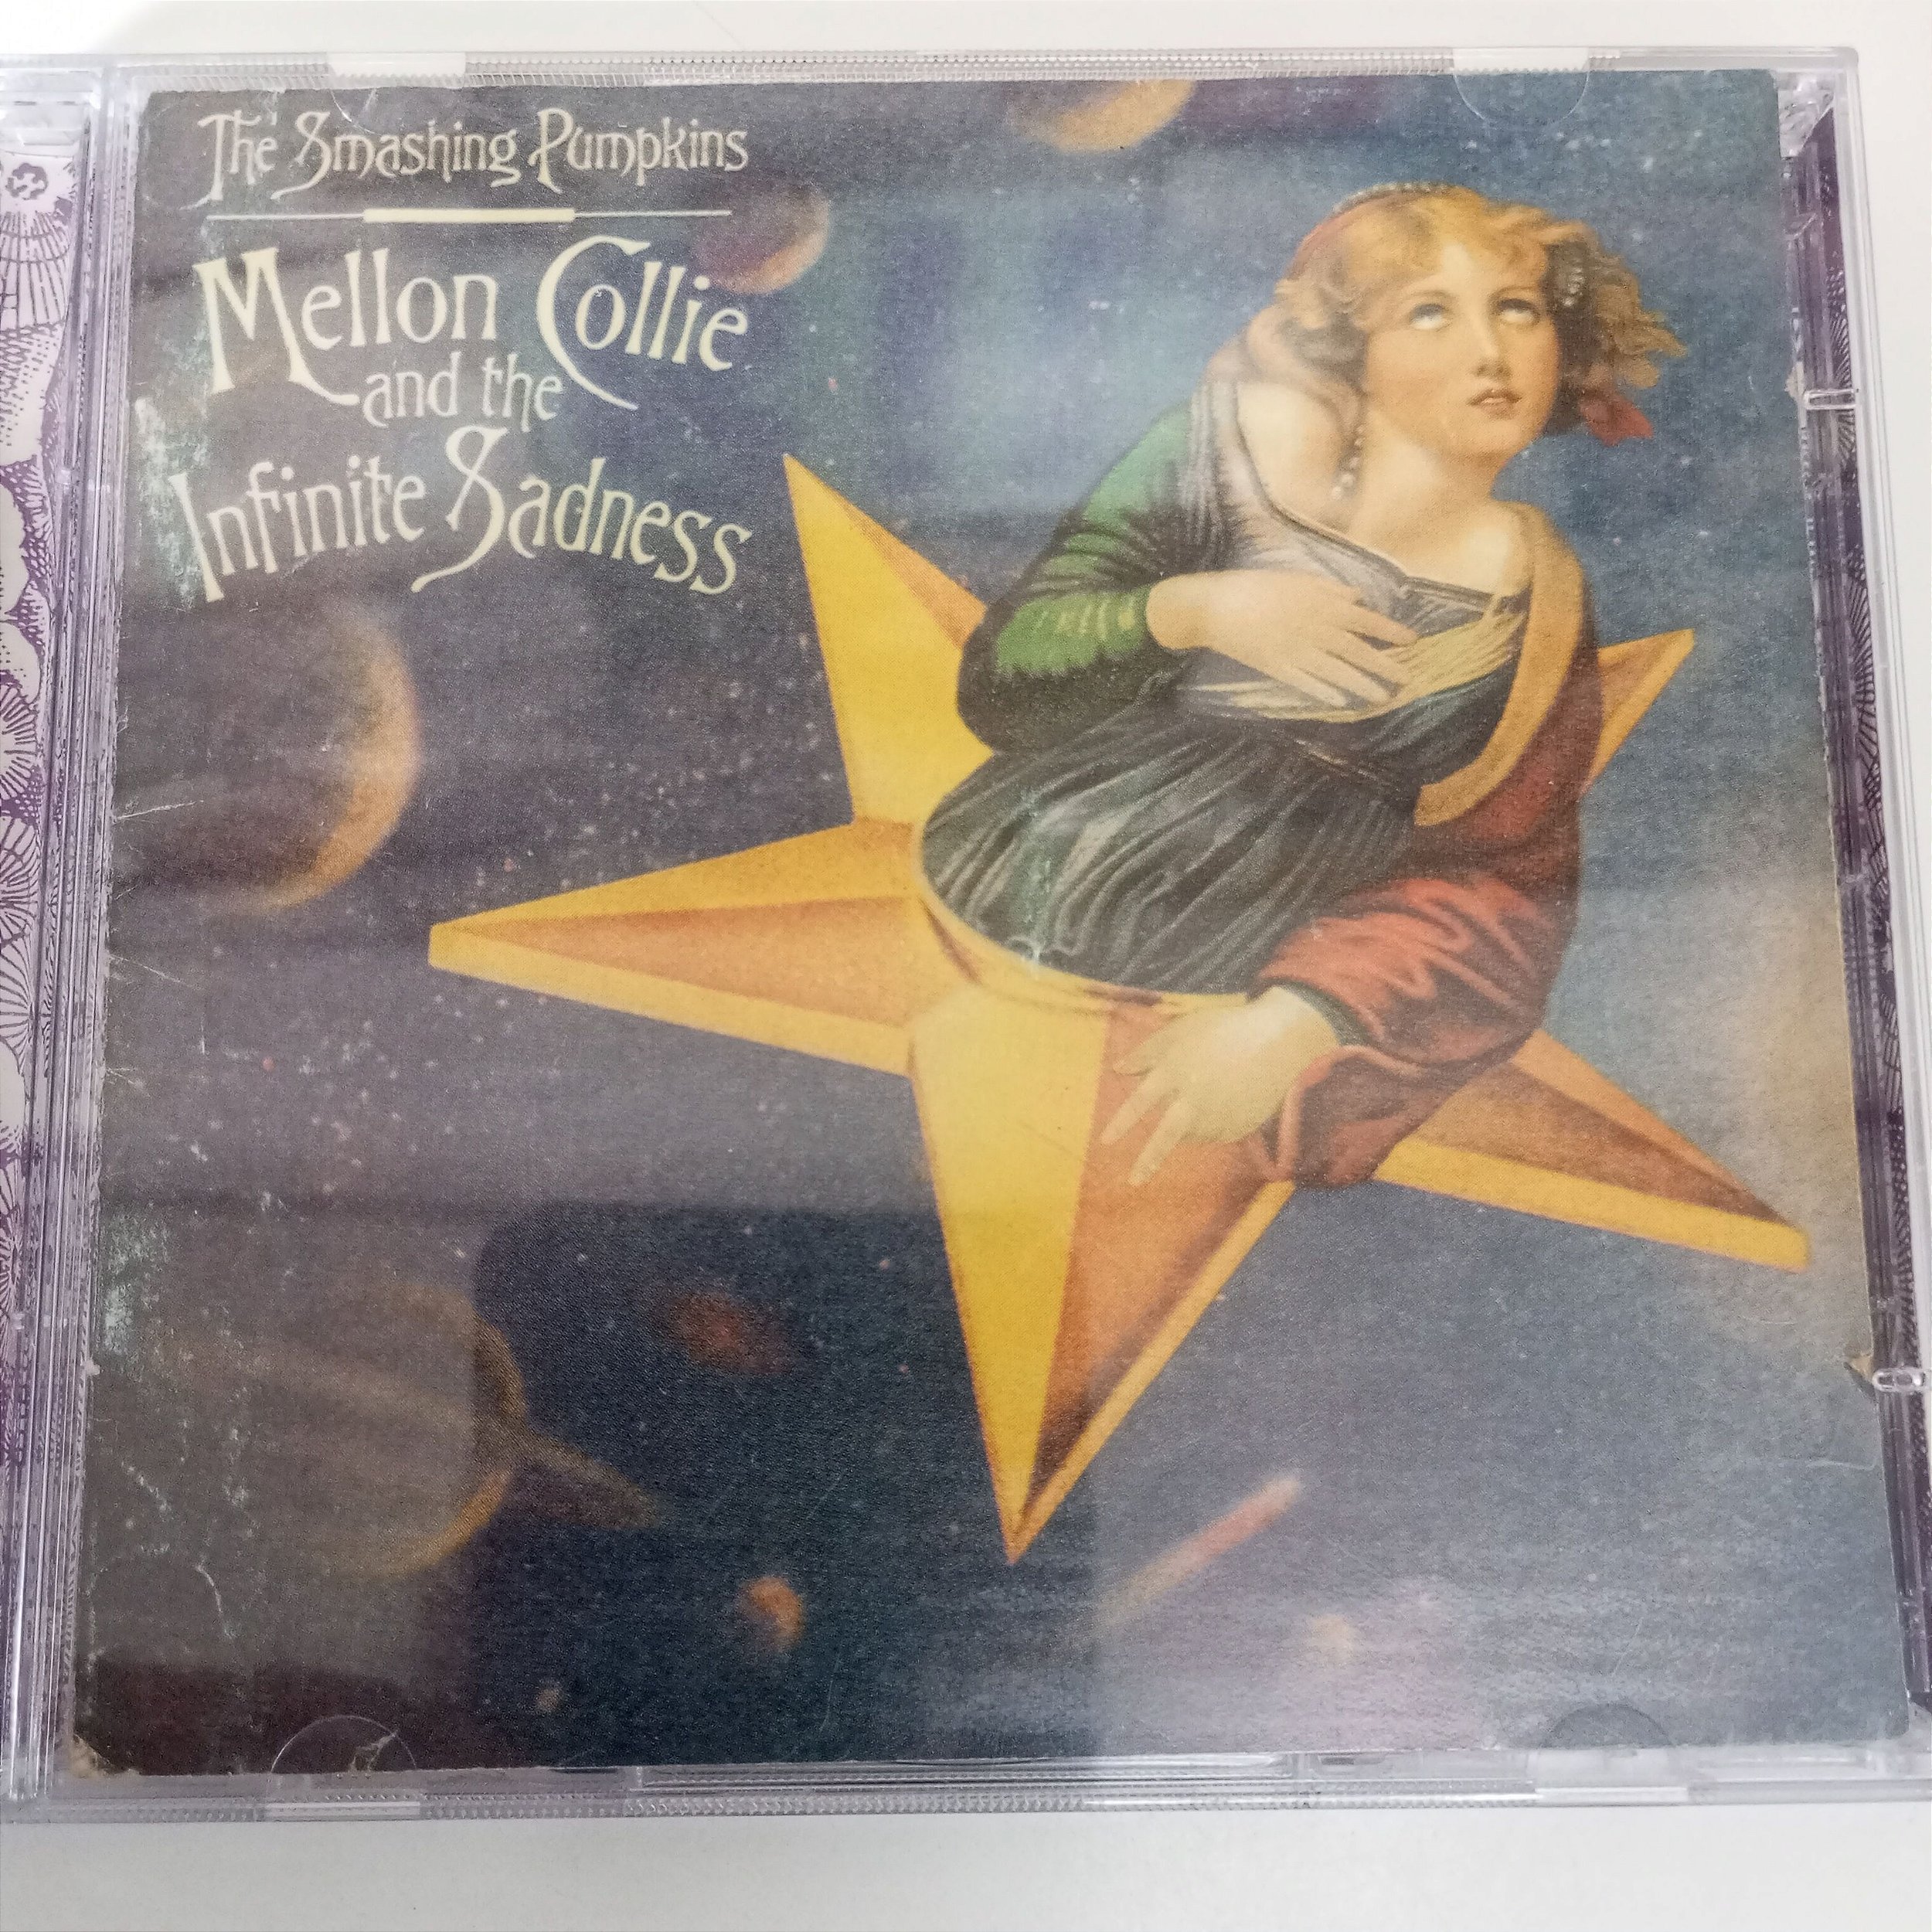 The Smashing Pumpkins
Mellon Collie
and the
Infinite Sadness